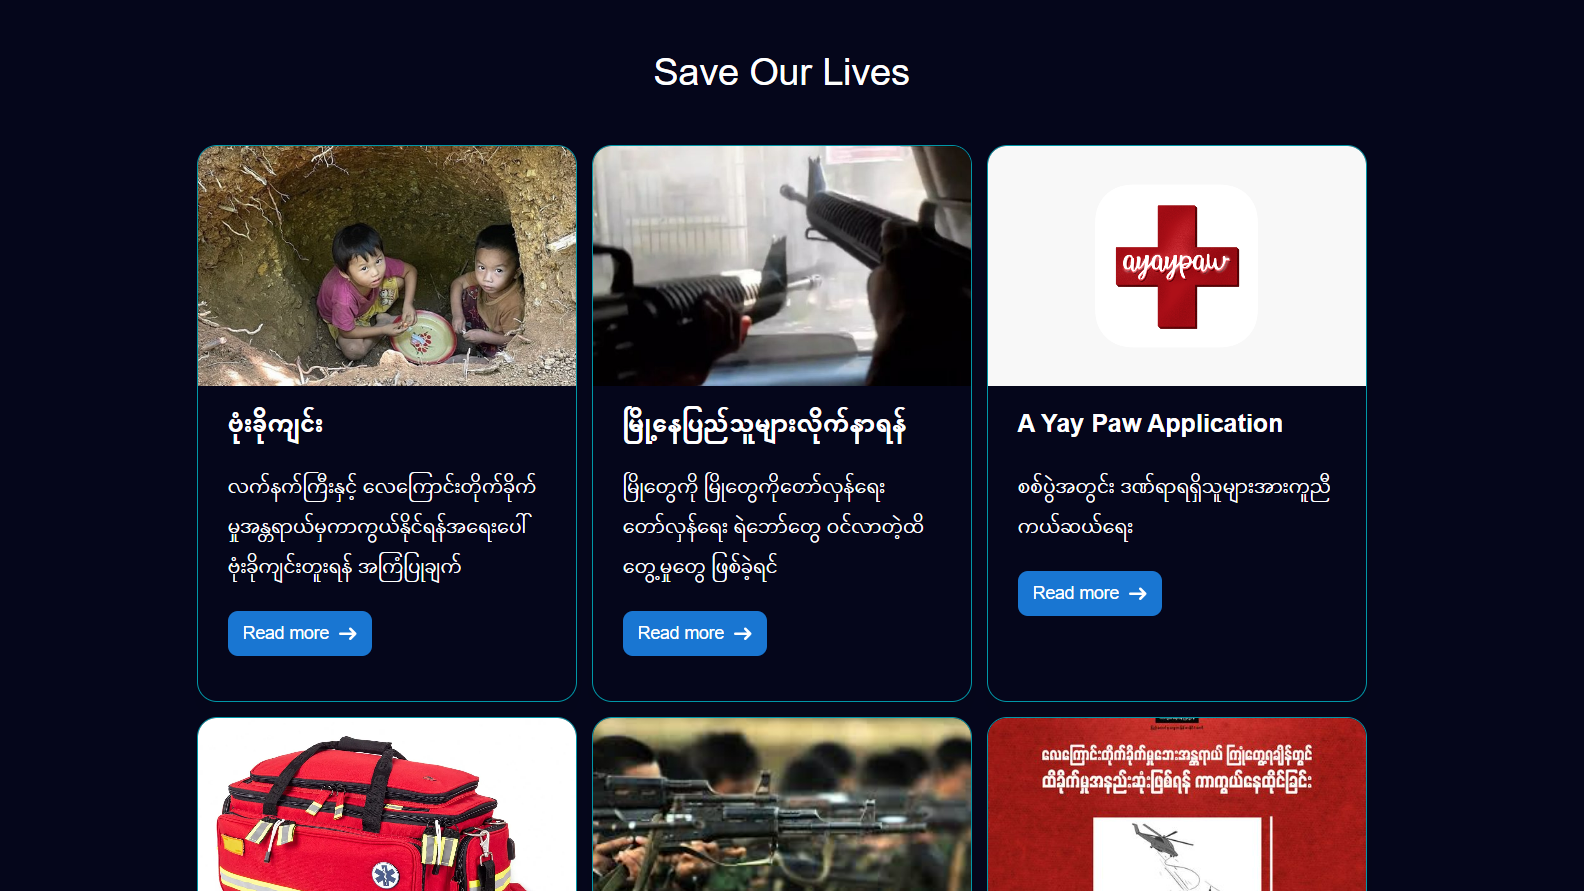 Save Our Lives
ayaypaw
ဗုံးခိုကျင်း
မြို့နေပြည်သူများလိုက်နာရန်
A Yay Paw Application
လက်နက်ကြီးနှင့် လေကြောင်းတိုက်ခိုက်
မှုအန္တရာယ်မှကာကွယ်နိုင်ရန်အရေးပေါ်
ဗုံးခိုကျင်းတူးရန် အကြံပြုချက်
မြို့တွေကို မြို့တွေကိုတော်လှန်ရေး
တော်လှန်ရေး ရဲဘော်တွေ ဝင်လာတဲ့ထိ
တွေ့မှုတွေ ဖြစ်ခဲ့ရင်
စစ်ပွဲအတွင်း ဒဏ်ရာရရှိသူများအားကူညီ
ကယ်ဆယ်ရေး
Read more
Read more
Read more
လေကြောင်းတိုက်ခိုက်မှုဘေးအန္တရာယ် ကြုံတွေ့ရချိန်တွင်
ထိခိုက်မှုအနည်းဆုံးဖြစ်ရန် ကာကွယ်နေထိုင်ခြင်း